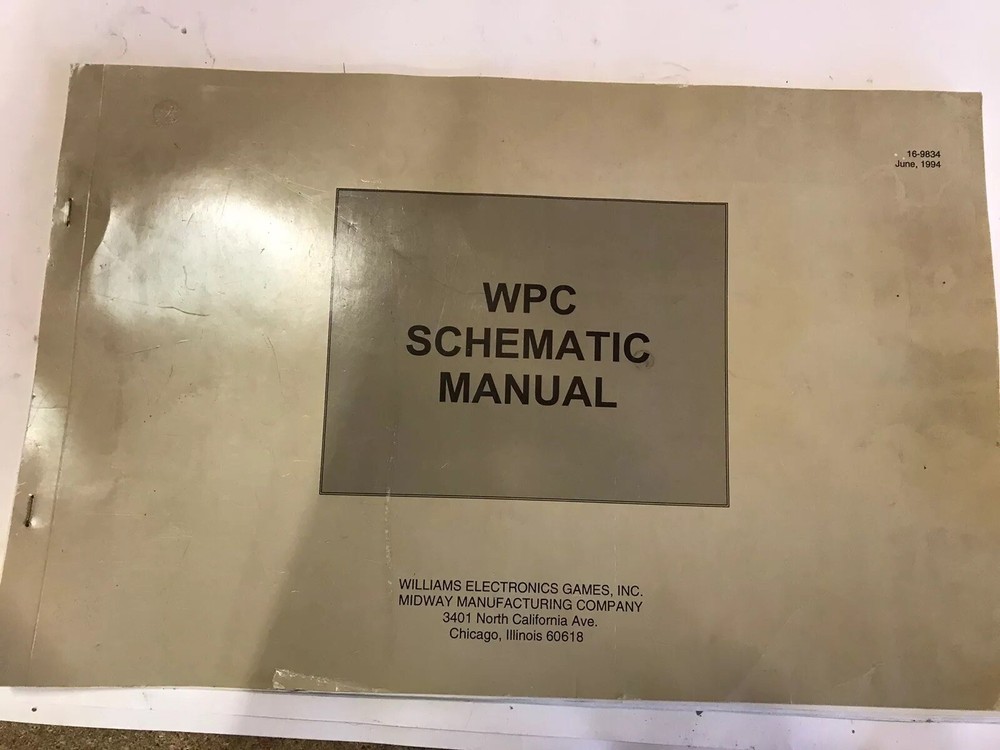 16-9834
June, 1994
WPC
SCHEMATIC
MANUAL
WILLIAMS ELECTRONICS GAMES, INC.
MIDWAY MANUFACTURING COMPANY
3401 North California Ave.
Chicago, Illinois 60618